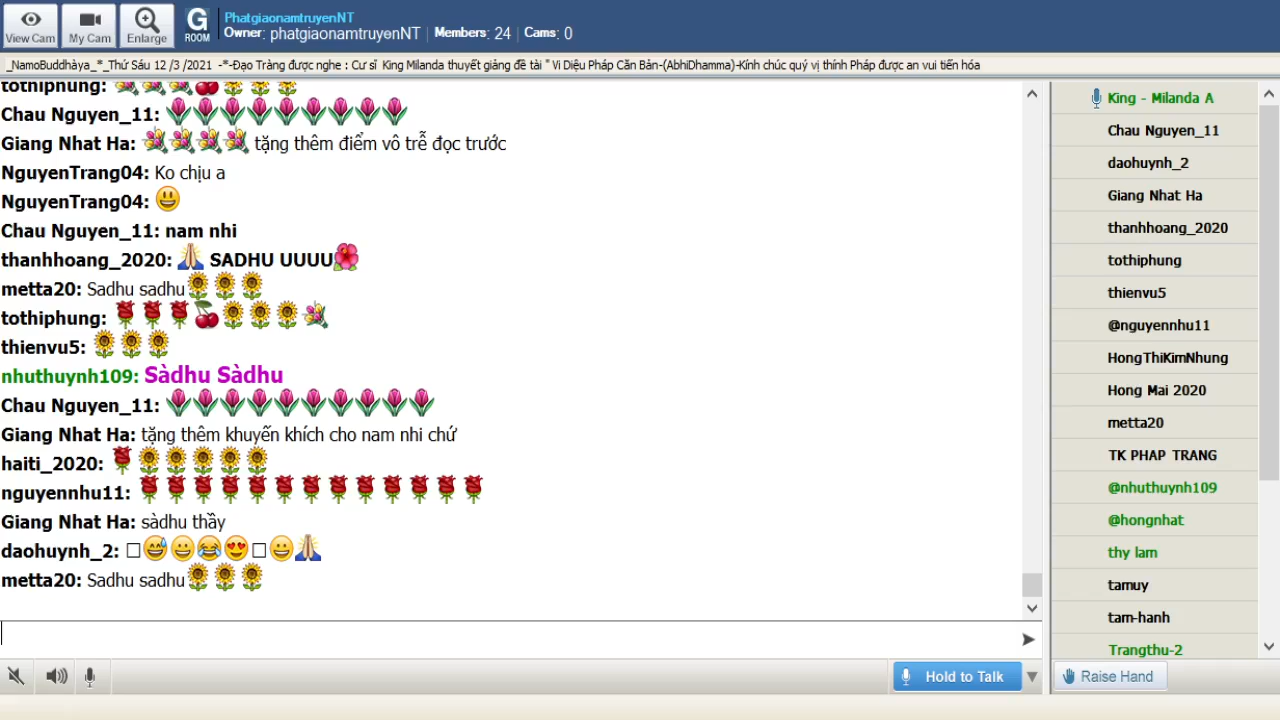 View Cam
My Cam
Enlarge
G
ROOM
PhatgiaonamtruyenNT
Owner: phatgiaonamtruyenNT | Members: 24 | Cams: 0
_NamoBuddhàya_*_Thứ Sáu 12 /3 /2021 -*-Đạo Tràng được nghe : Cư sĩ King Milanda thuyết giảng đề tài " Vi Diệu Pháp Căn Bản-(AbhiDhamma)-Kính chúc quý vị thính Pháp được an vui tiến hóa
tothiphung:
Chau Nguyen_11:
Giang Nhat Ha: tặng thêm điểm vô trễ đọc trước
NguyenTrang04: Ko chịu a
NguyenTrang04:
Chau Nguyen_11: nam nhi
thanhhoang_2020: SADHU UUUU
metta20: Sadhu sadhu
tothiphung:
thienvu5:
nhuthuynh109: Sàdhu Sàdhu
Chau Nguyen_11:
Giang Nhat Ha: tặng thêm khuyến khích cho nam nhi chứ
haiti_2020:
nguyennhu11:
Giang Nhat Ha: sàdhu thầy
daohuynh_2:
metta20: Sadhu sadhu
Hold to Talk
King - Milanda A
Chau Nguyen_11
daohuynh_2
Giang Nhat Ha
thanhhoang_2020
tothiphung
thienvu5
@nguyennhu11
HongThiKimNhung
Hong Mai 2020
metta20
TK PHAP TRANG
@nhuthuynh109
@hongnhat
thy lam
tamuy
tam-hanh
Trangthu-2
Raise Hand